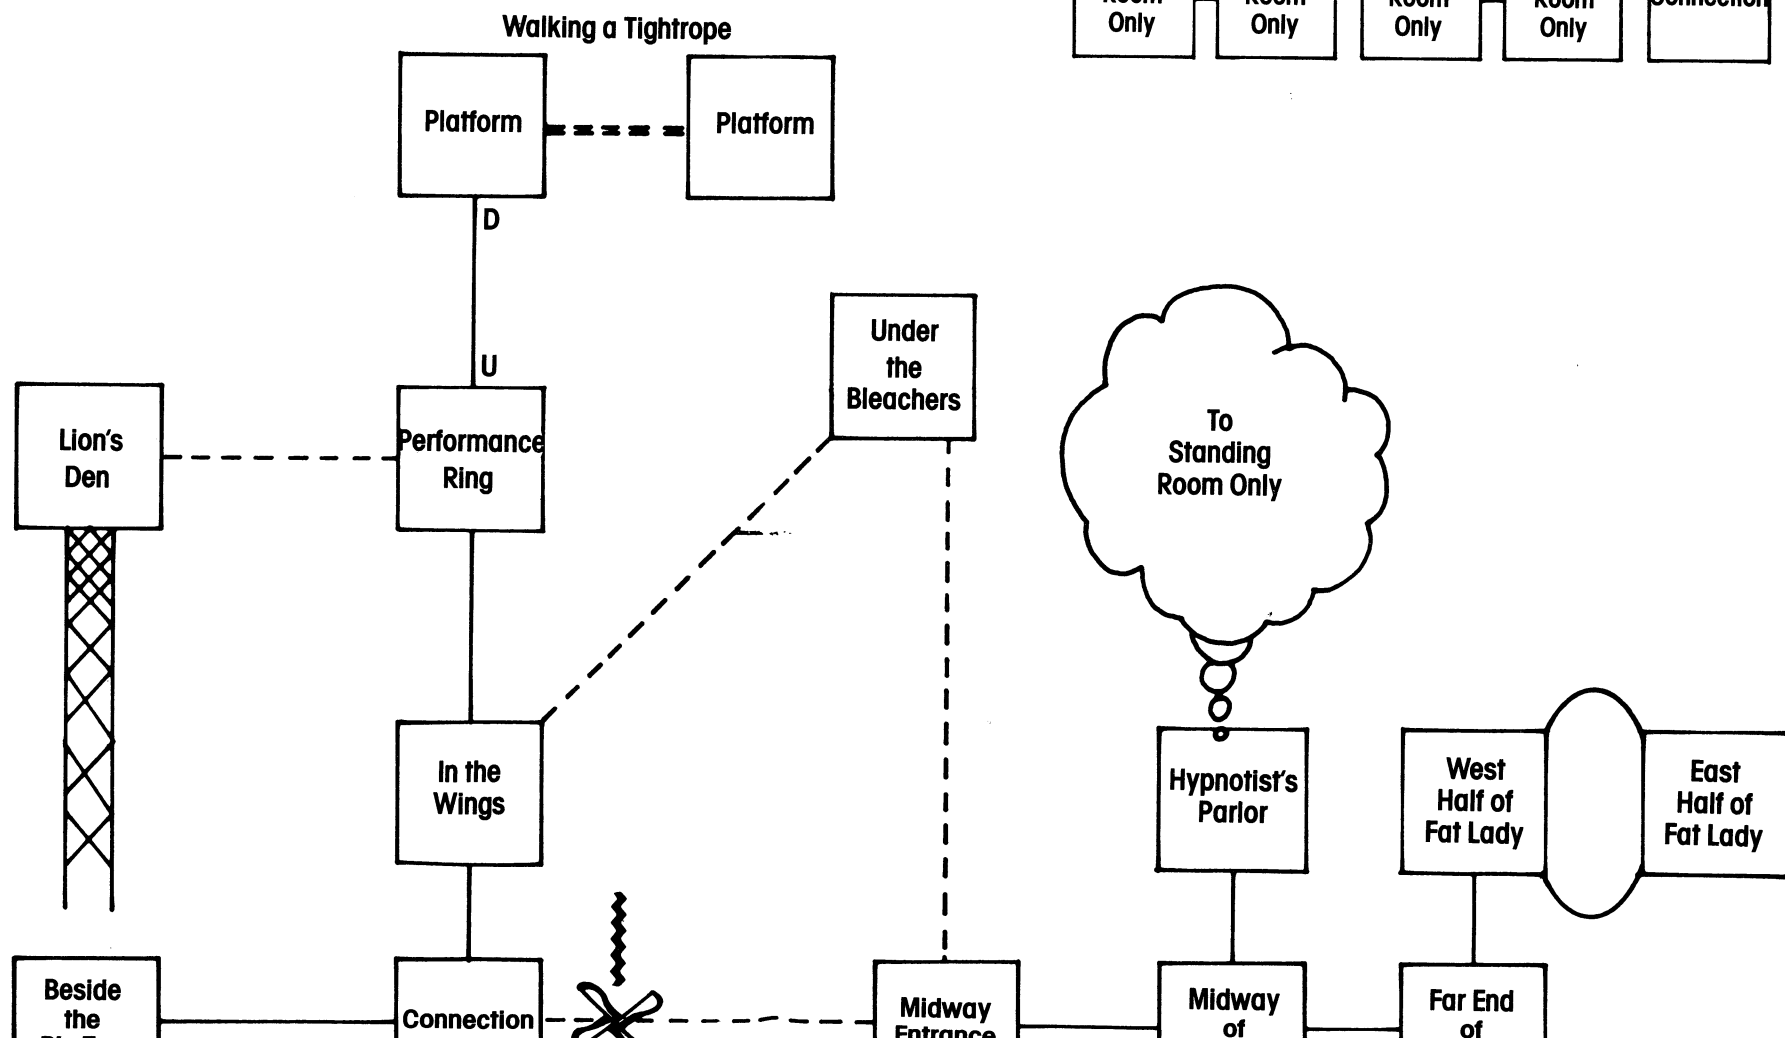 Walking a Tightrope
Only
Only
Only
Only
Platform
Platform
D
U
Under
the
Bleachers
Lion's
Den
Performance
Ring
To
Standing
Room Only
In the
Wings
Hypnotist's
Parlor
West
Half of
Fat Lady
East
Half of
Fat Lady
Beside
the
Connection
Midway
Entrance
Midway
of
Far End
of